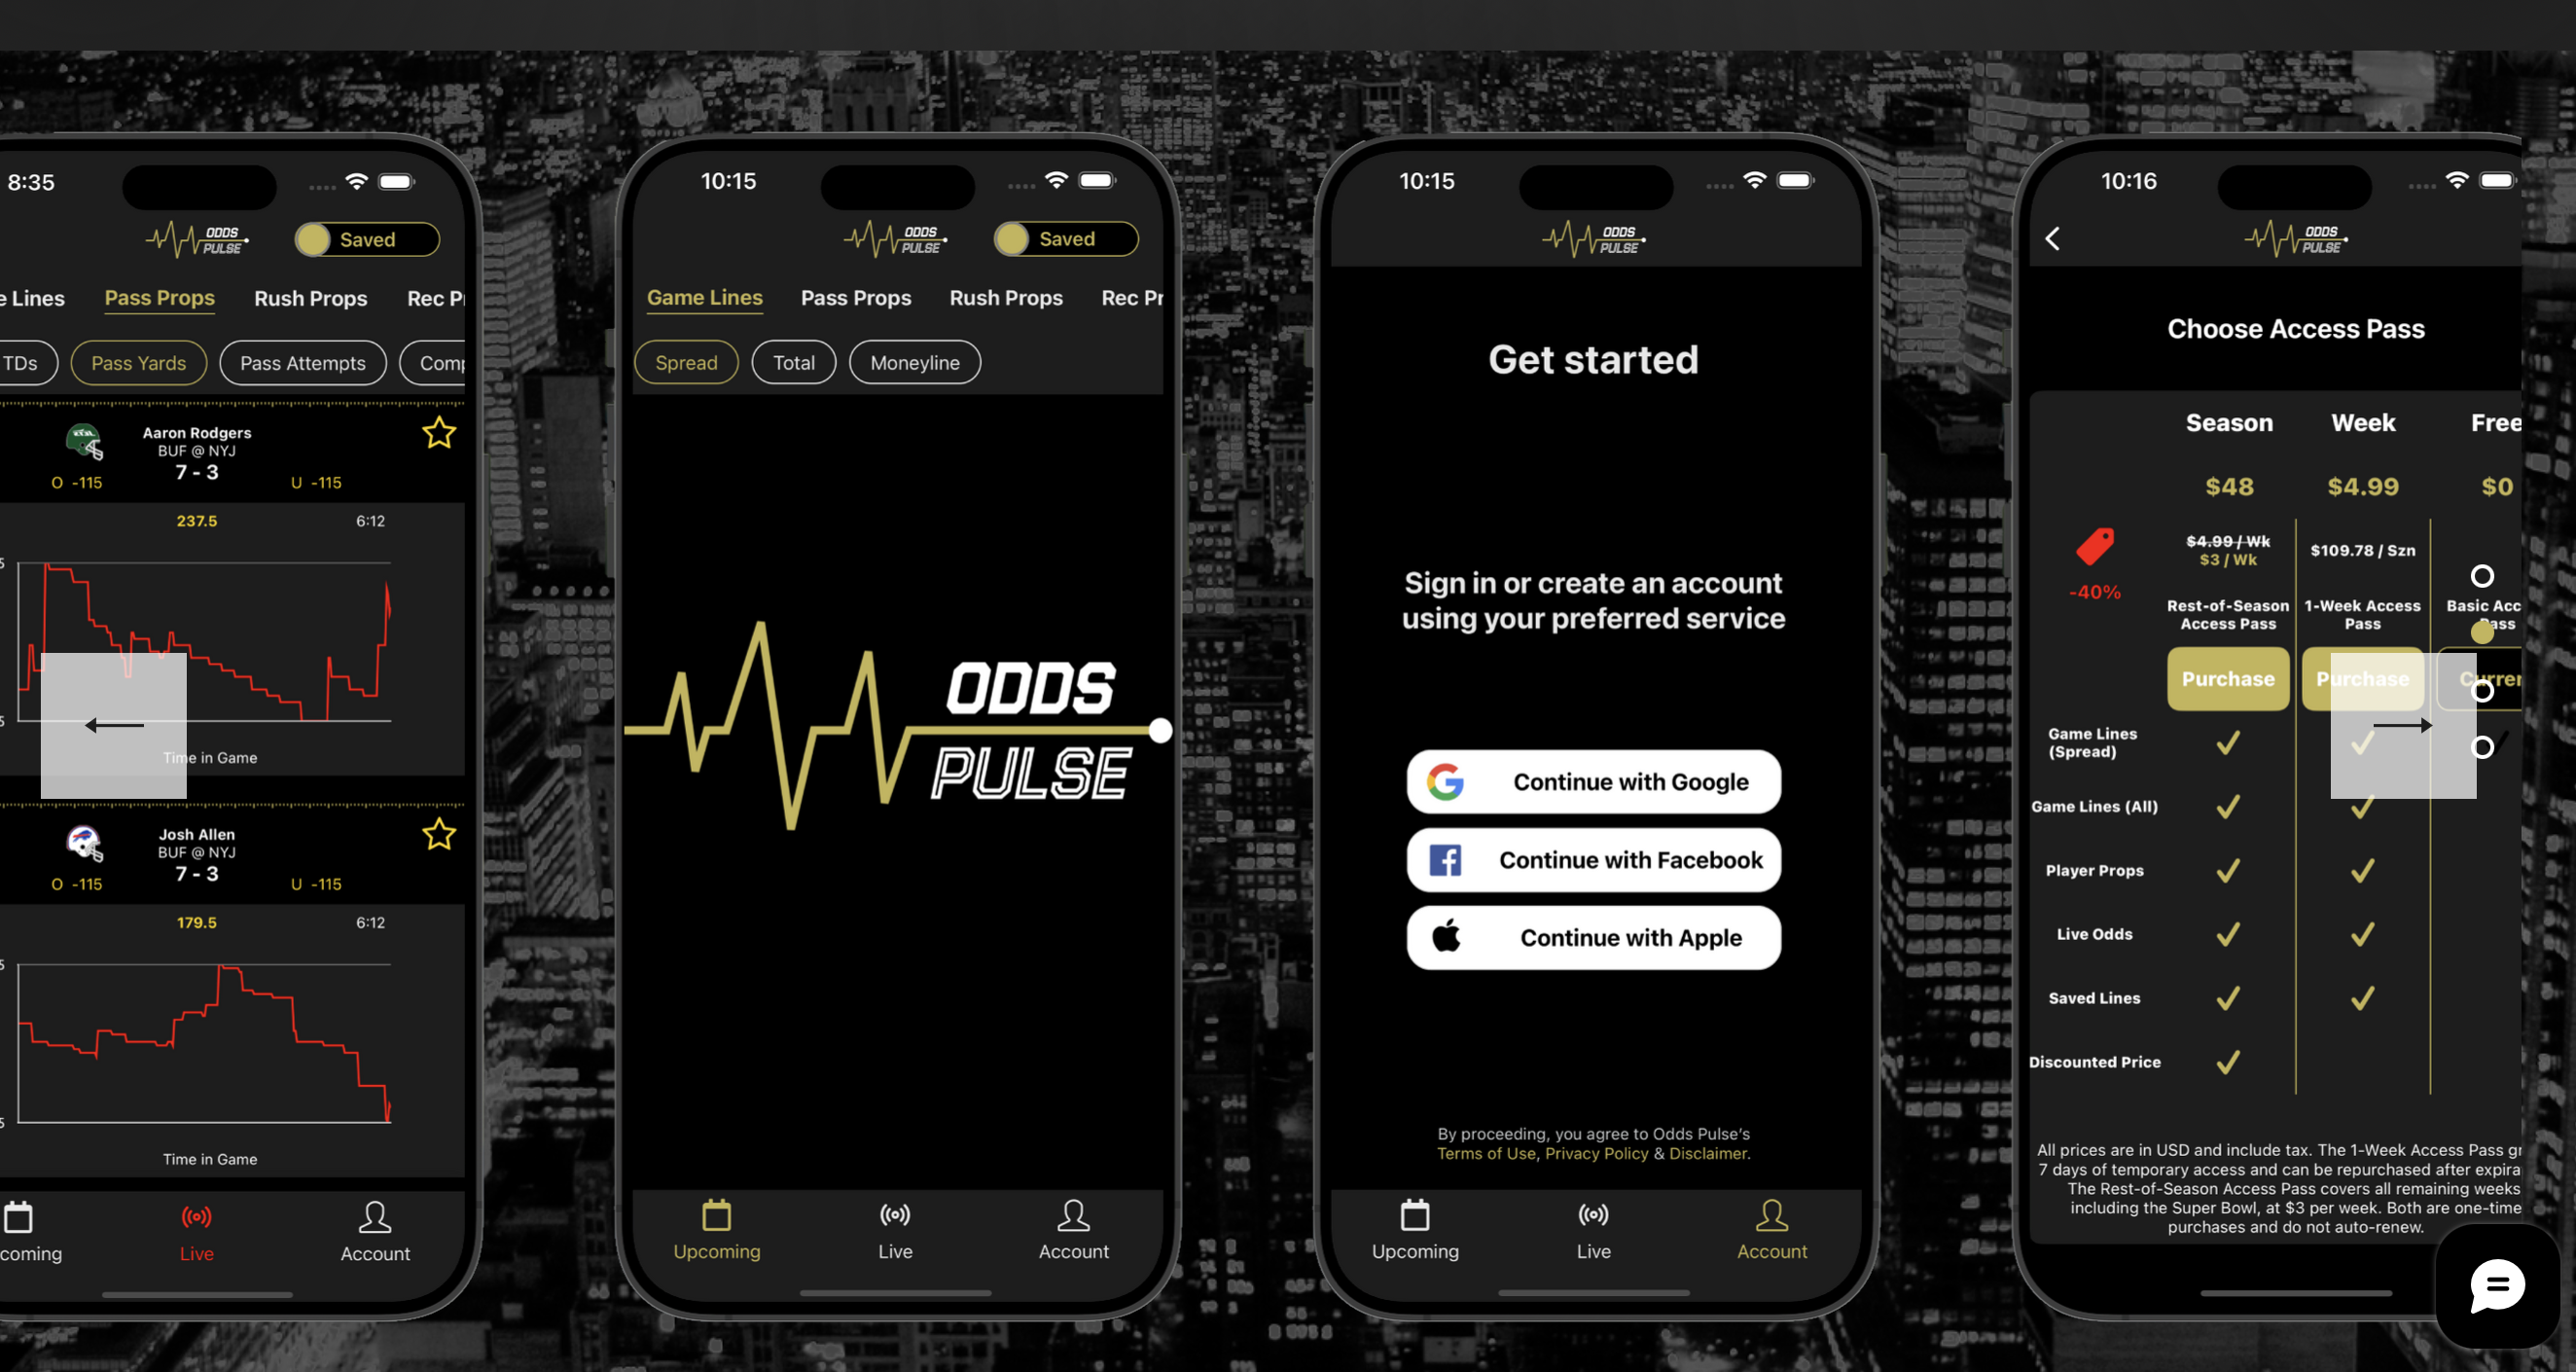 8:35
ODDS
PULSE
Saved
e Lines Pass Props Rush Props Rec P
TDs Pass Yards Pass Attempts Com
Aaron Rodgers
BUF @ NYJ
7 - 3
O -115 U -115
237.5 6:12
5
5
Time in Game
Josh Allen
BUF @ NYJ
7 - 3
O -115 U -115
179.5 6:12
5
5
Time in Game
coming Live Account
10:15
ODDS
PULSE
Saved
Game Lines Pass Props Rush Props Rec Pr
Spread Total Moneyline
ODDS
PULSE
Upcoming Live Account
10:15
ODDS
PULSE
Get started
Sign in or create an account
using your preferred service
Continue with Google
Continue with Facebook
Continue with Apple
By proceeding, you agree to Odds Pulse's
Terms of Use, Privacy Policy & Disclaimer.
Upcoming Live Account
10:16
ODDS
PULSE
Choose Access Pass
Season Week Free
$48 $4.99 $0
$4.99 / Wk
$3 / Wk
$109.78 / Szn
-40%
Rest-of-Season
Access Pass
1-Week Access
Pass
Basic Acc
Pass
Purchase Purchase Curren
Game Lines
(Spread)
Game Lines (All)
Player Props
Live Odds
Saved Lines
Discounted Price
All prices are in USD and include tax. The 1-Week Access Pass gr
7 days of temporary access and can be repurchased after expira
The Rest-of-Season Access Pass covers all remaining weeks
including the Super Bowl, at $3 per week. Both are one-time
purchases and do not auto-renew.